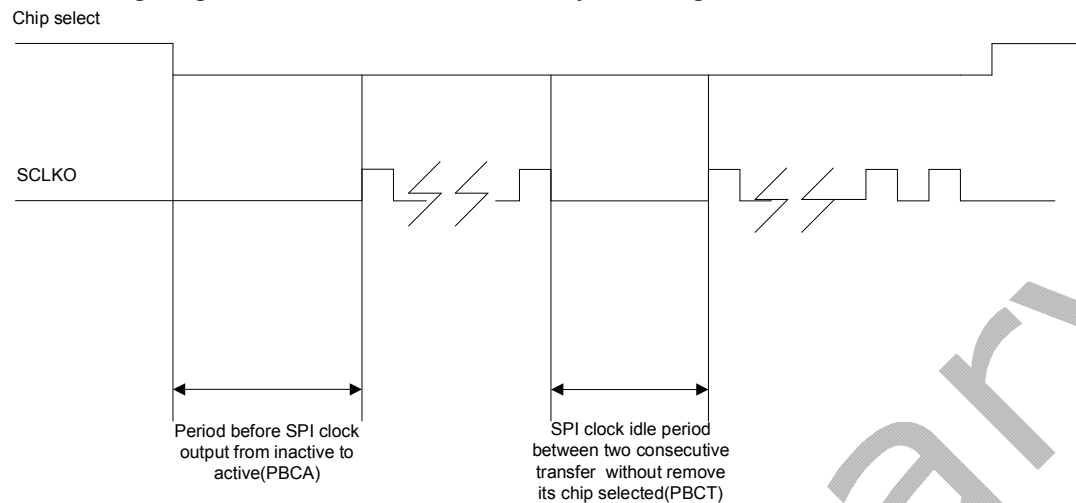 Chip select
SCLKO
Period before SPI clock
output from inactive to
active(PBCA)
SPI clock idle period
between two consecutive
transfer without remove
its chip selected(PBCT)